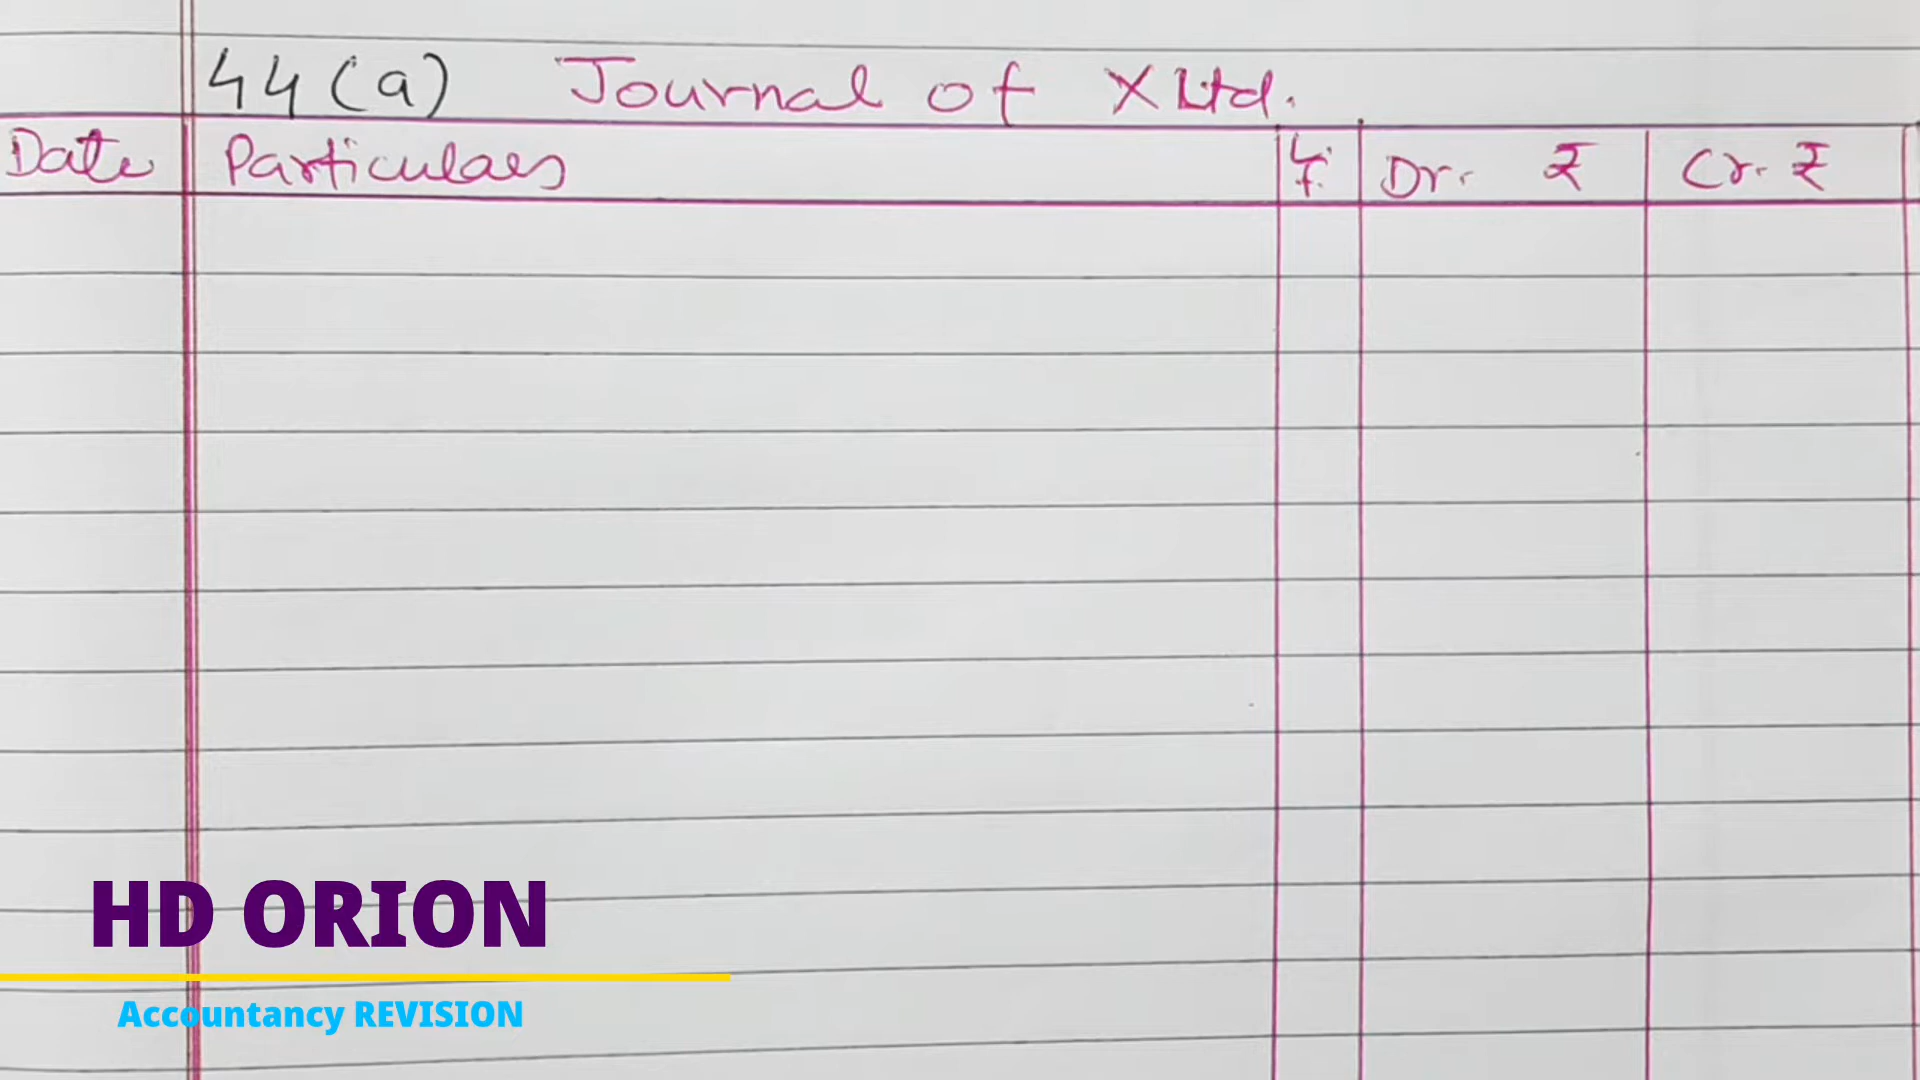 44(a) Journal of X Ltd.
Date Particulars L.f. Dr. ₹ Cr. ₹
HD ORION
Accountancy REVISION